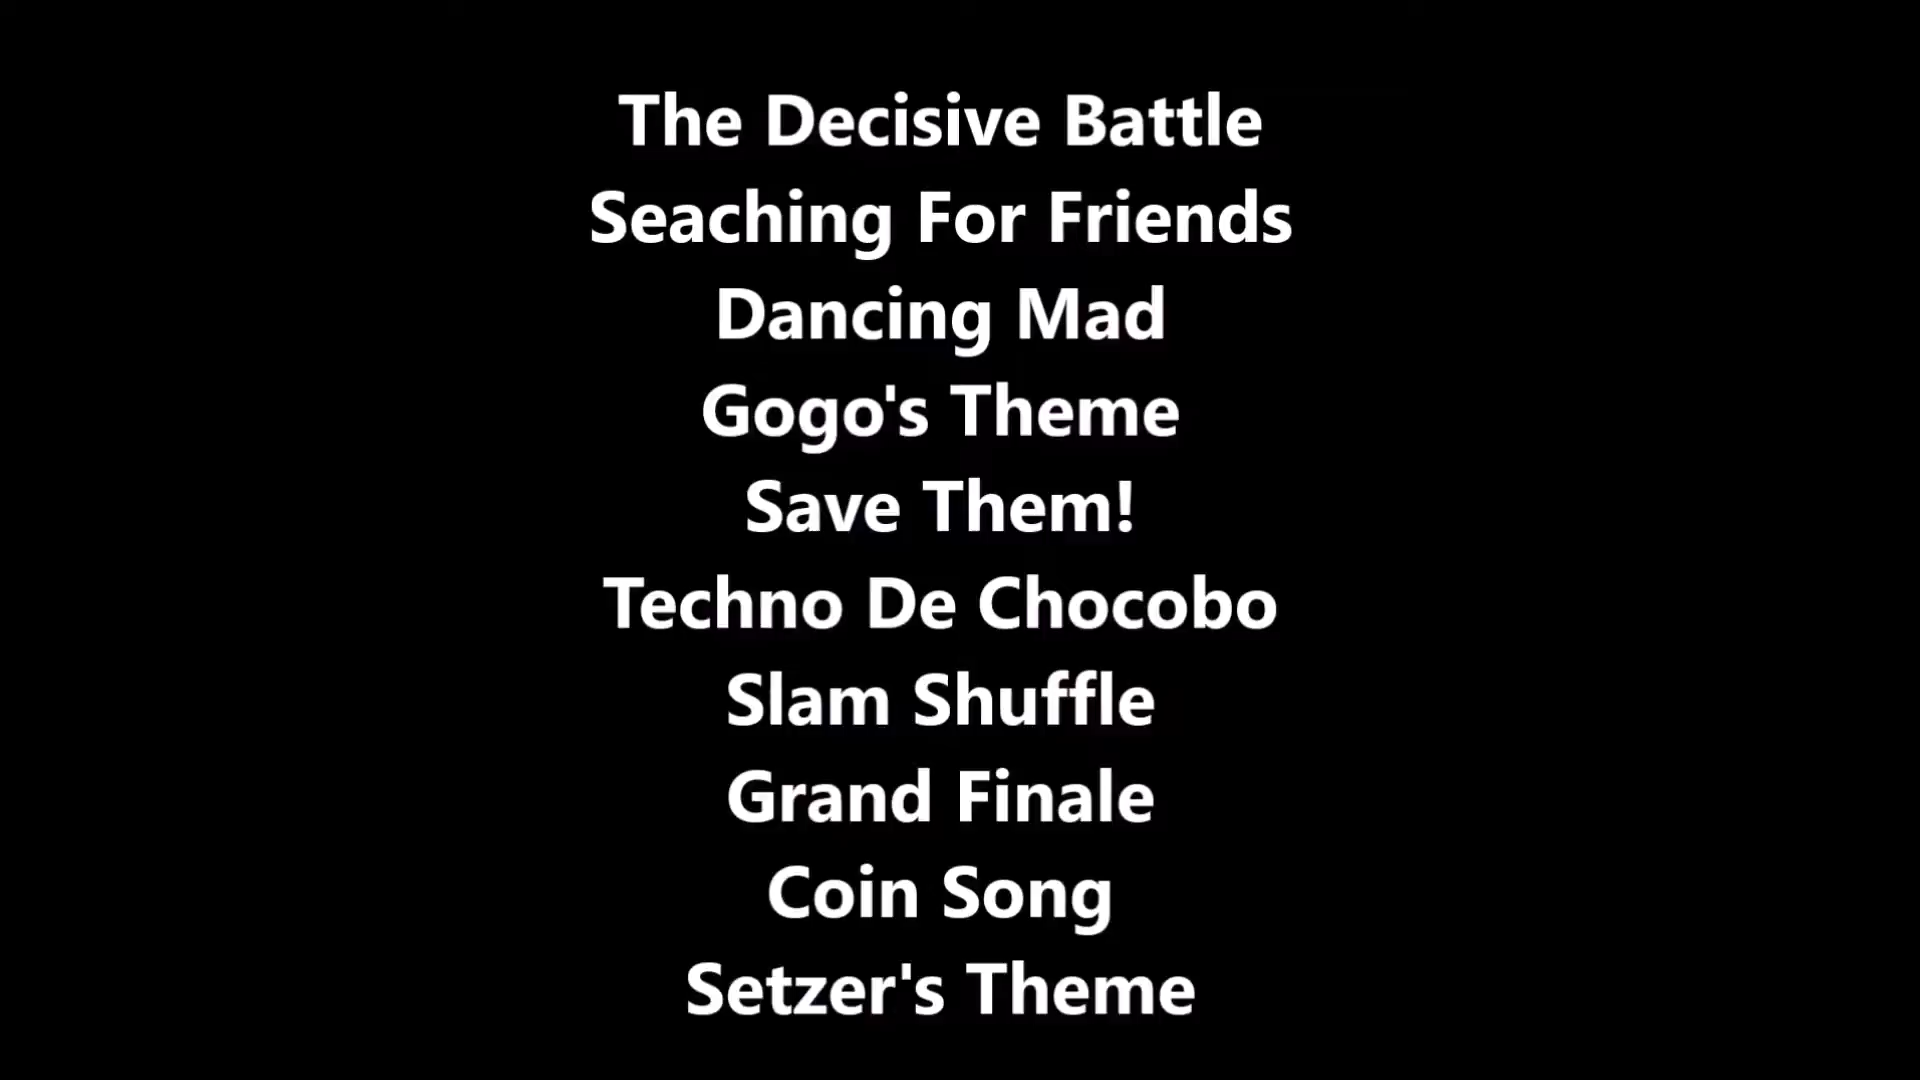 The Decisive Battle
Seaching For Friends
Dancing Mad
Gogo's Theme
Save Them!
Techno De Chocobo
Slam Shuffle
Grand Finale
Coin Song
Setzer's Theme